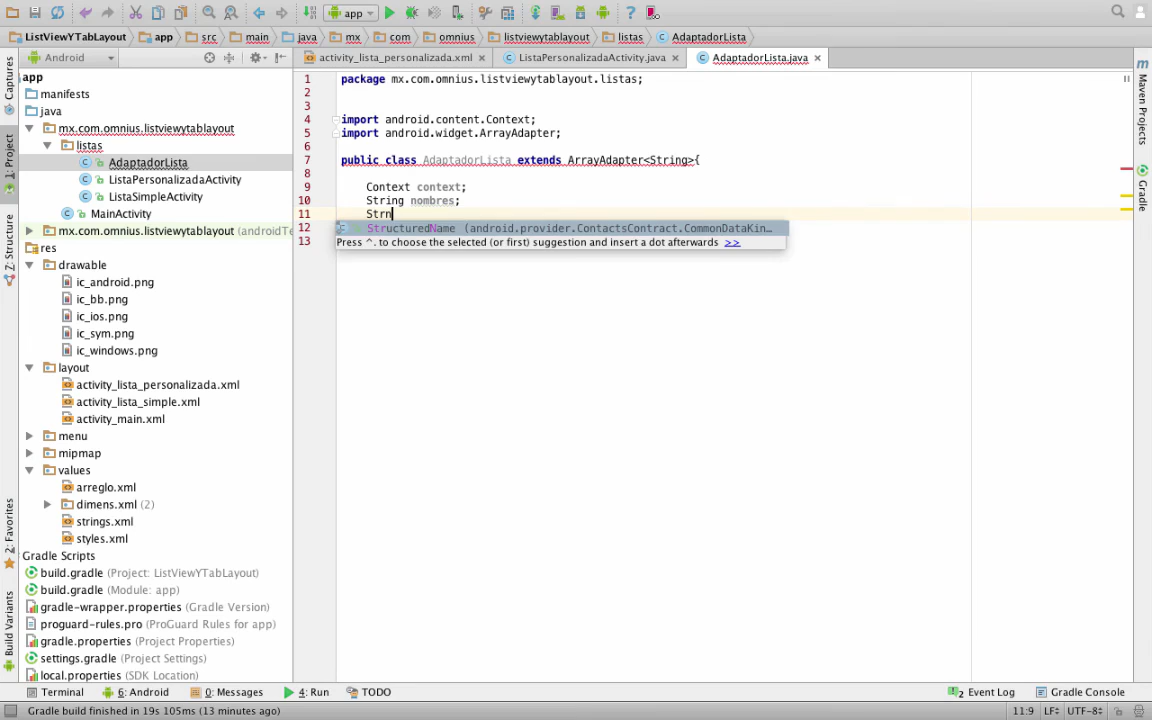 app
ListViewYTabLayout app src main java mx com omnius listviewytablayout listas AdaptadorLista
Android
activity_lista_personalizada.xml ListaPersonalizadaActivity.java AdaptadorLista.java
Captures
1: Project
Z: Structure
2: Favorites
Build Variants
app
manifests
java
mx.com.omnius.listviewytablayout
listas
AdaptadorLista
ListaPersonalizadaActivity
ListaSimpleActivity
MainActivity
mx.com.omnius.listviewytablayout (androidTe
res
drawable
ic_android.png
ic_bb.png
ic_ios.png
ic_sym.png
ic_windows.png
layout
activity_lista_personalizada.xml
activity_lista_simple.xml
activity_main.xml
menu
mipmap
values
arreglo.xml
dimens.xml (2)
strings.xml
styles.xml
Gradle Scripts
build.gradle (Project: ListViewYTabLayout)
build.gradle (Module: app)
gradle-wrapper.properties (Gradle Version)
proguard-rules.pro (ProGuard Rules for app)
gradle.properties (Project Properties)
settings.gradle (Project Settings)
local.properties (SDK Location)
1 package mx.com.omnius.listviewytablayout.listas;
2
3
4 import android.content.Context;
5 import android.widget.ArrayAdapter;
6
7 public class AdaptadorLista extends ArrayAdapter<String>{
8
9 Context context;
10 String nombres;
11 Strn
12 StructuredName (android.provider.ContactsContract.CommonDataKin...
13 Press ^. to choose the selected (or first) suggestion and insert a dot afterwards >>
Maven Projects
Gradle
Terminal 6: Android 0: Messages 4: Run TODO 2 Event Log Gradle Console
Gradle build finished in 19s 105ms (13 minutes ago) 11:9 LF÷ UTF-8÷